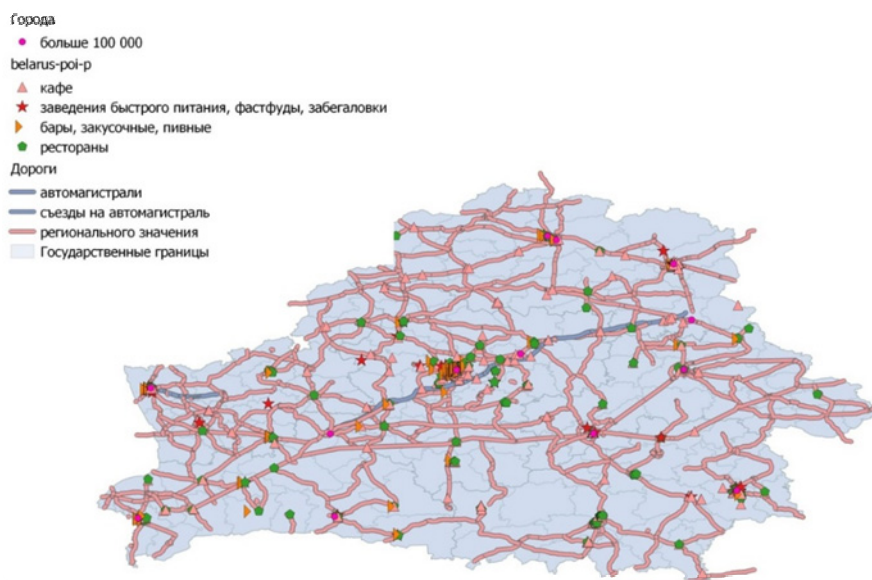 Города
больше 100 000
belarus-poi-p
кафе
заведения быстрого питания, фастфуды, забегаловки
бары, закусочные, пивные
рестораны
Дороги
автомагистрали
съезды на автомагистраль
регионального значения
Государственные границы